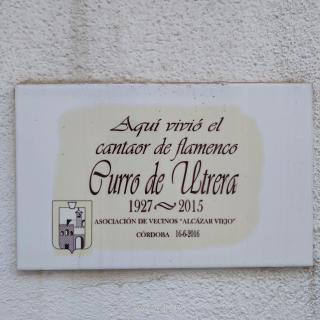 Aquí vivió el
cantaor de flamenco
Curro de Utrera
1927~2015
ASOCIACIÓN DE VECINOS "ALCÁZAR VIEJO"
CÓRDOBA 16-6-2016